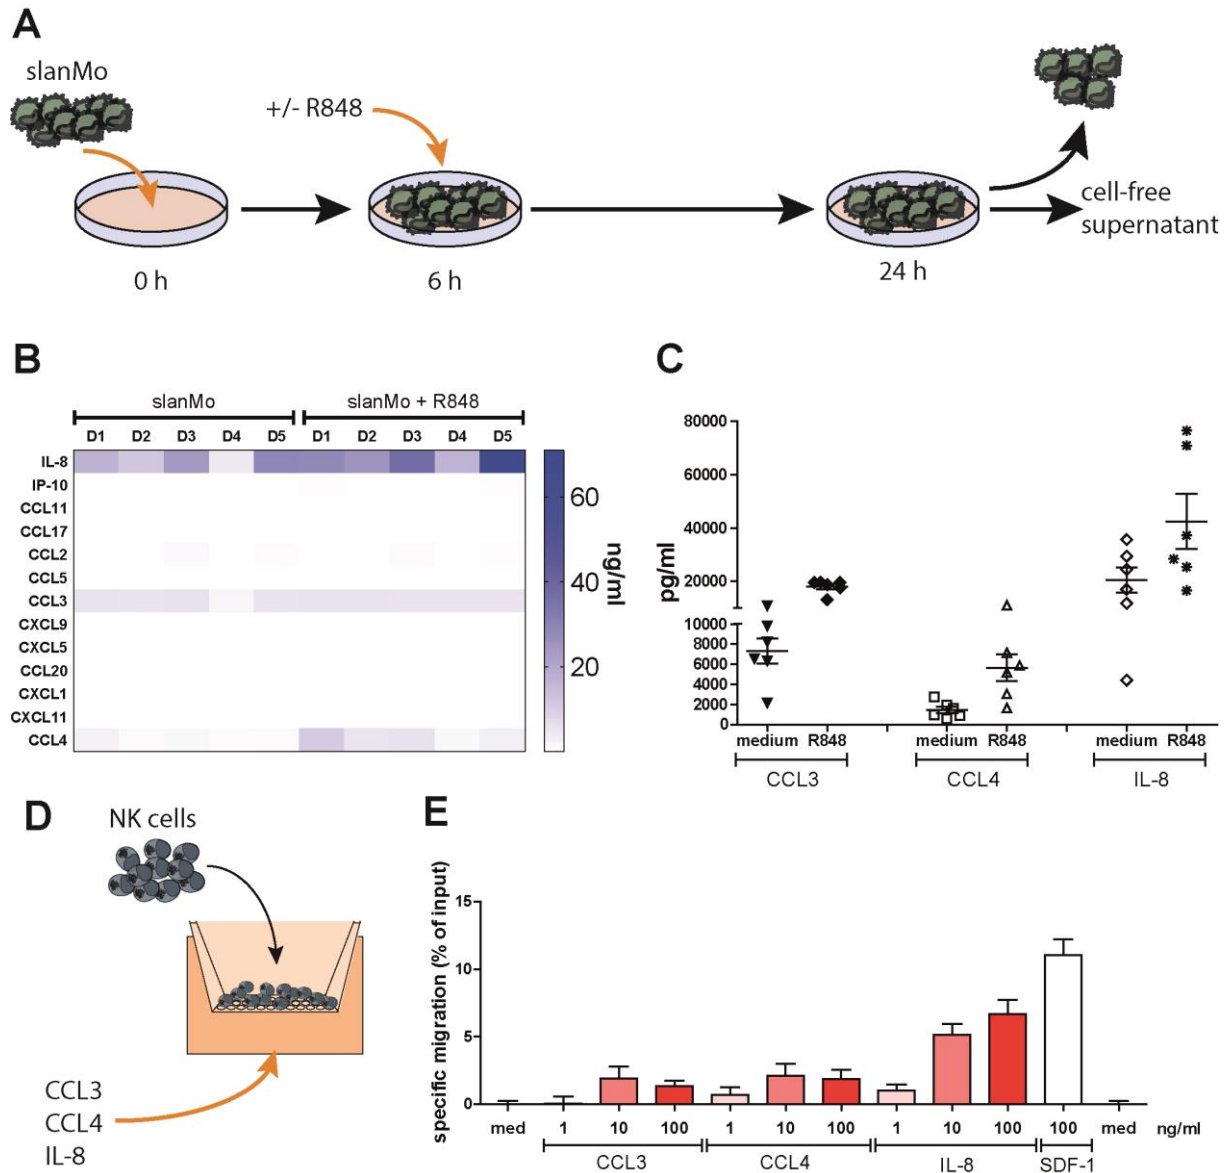 A
slanMo
+/- R848
cell-free
supernatant
0 h
6 h
24 h
B
slanMo
slanMo + R848
D1 D2 D3 D4 D5 D1 D2 D3 D4 D5
IL-8
IP-10
CCL11
CCL17
CCL2
CCL5
CCL3
CXCL9
CXCL5
CCL20
CXCL1
CXCL11
CCL4
60
40
20
ng/ml
C
pg/ml
80000
60000
40000
20000
10000
8000
6000
4000
2000
0
medium R848 medium R848 medium R848
CCL3 CCL4 IL-8
D
NK cells
CCL3
CCL4
IL-8
E
specific migration (% of input)
15
10
5
0
med 1 10 100 1 10 100 1 10 100 100 med ng/ml
CCL3 CCL4 IL-8 SDF-1